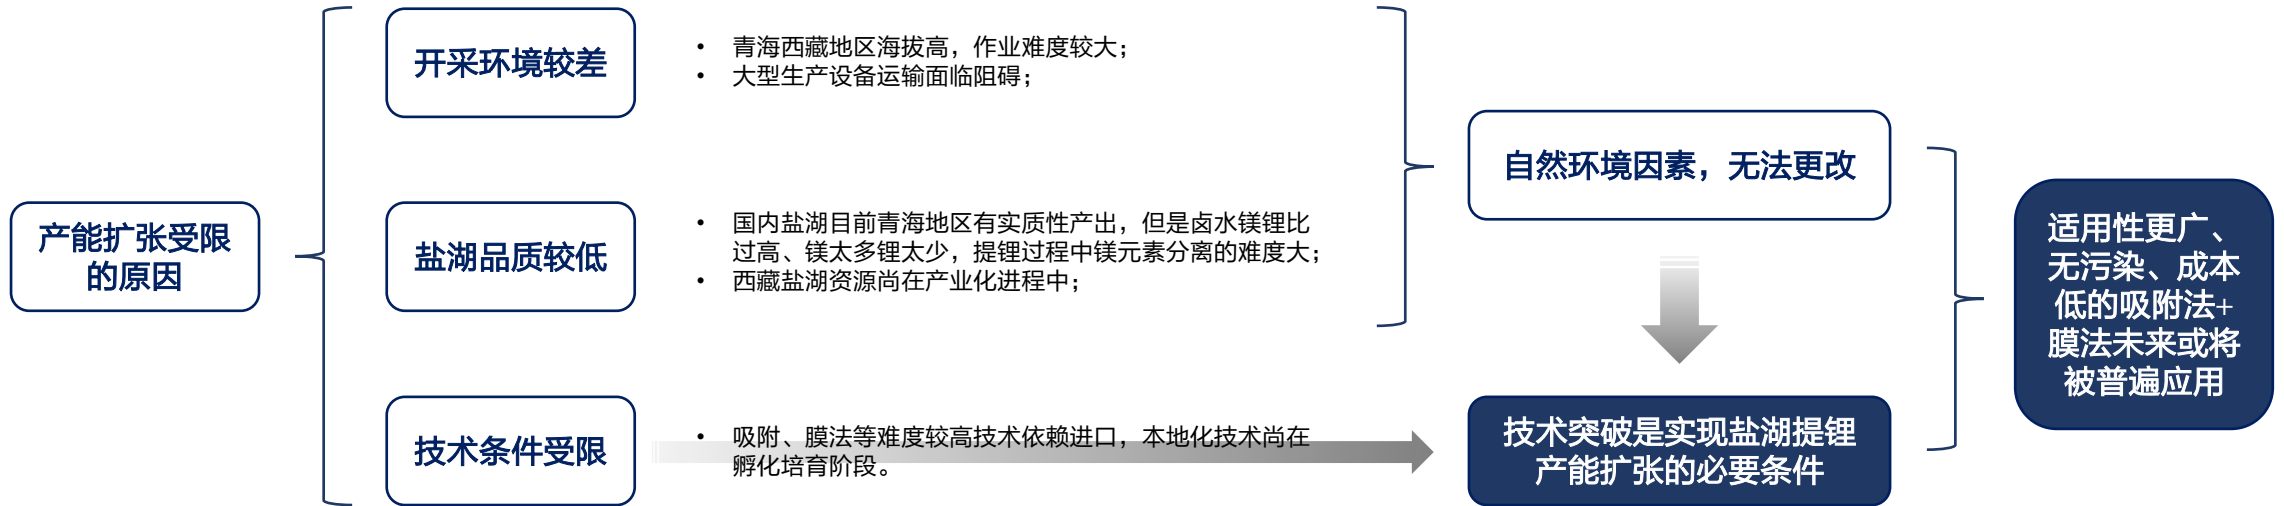 产能扩张受限
的原因
开采环境较差
• 青海西藏地区海拔高，作业难度较大；
• 大型生产设备运输面临阻碍；
盐湖品质较低
• 国内盐湖目前青海地区有实质性产出，但是卤水镁锂比
过高、镁太多锂太少，提锂过程中镁元素分离的难度大；
• 西藏盐湖资源尚在产业化进程中；
技术条件受限
• 吸附、膜法等难度较高技术依赖进口，本地化技术尚在
孵化培育阶段。
自然环境因素，无法更改
技术突破是实现盐湖提锂
产能扩张的必要条件
适用性更广、
无污染、成本
低的吸附法+
膜法未来或将
被普遍应用